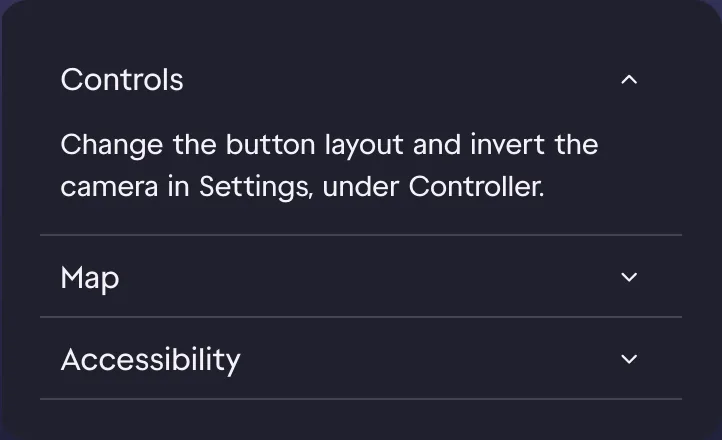 Controls
Change the button layout and invert the
camera in Settings, under Controller.
Map
Accessibility